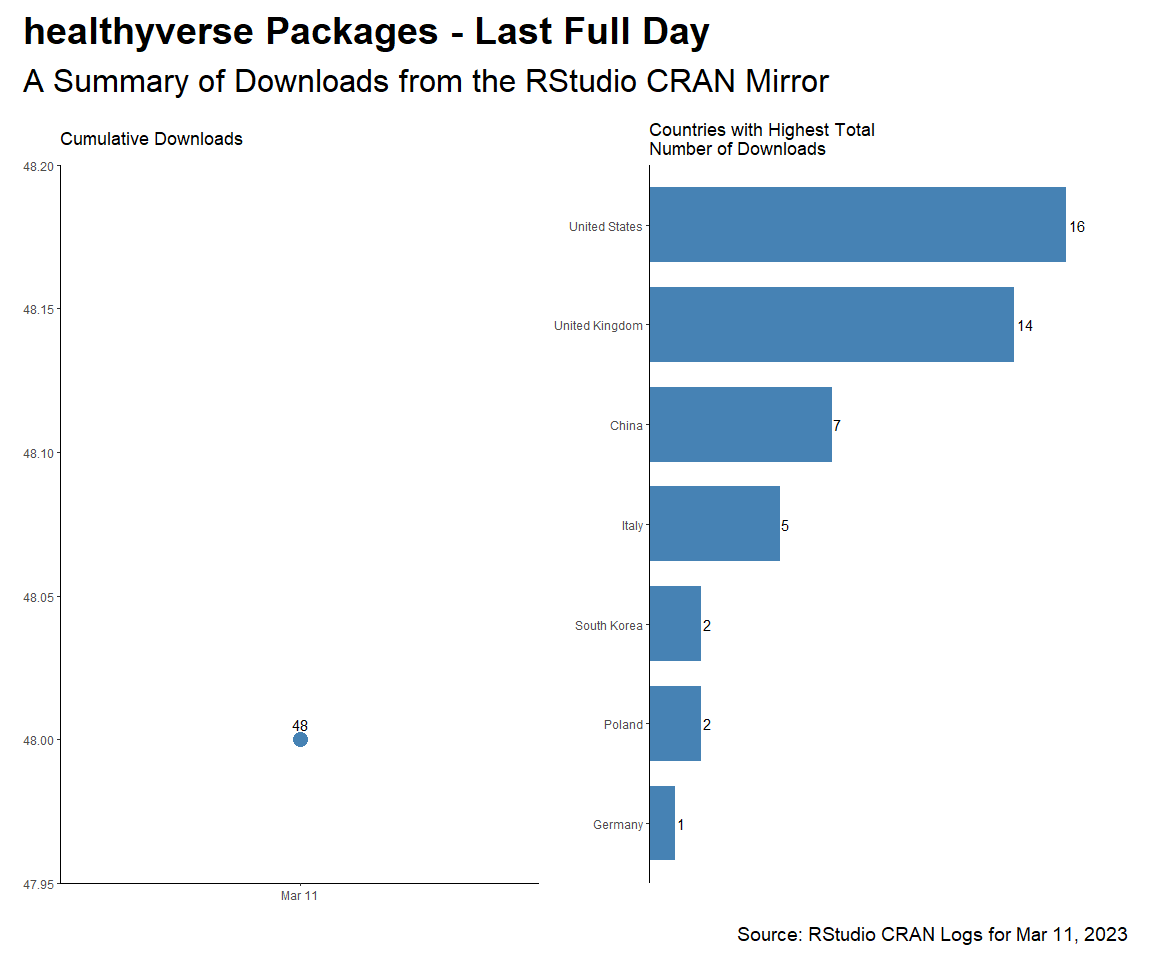 healthyverse Packages - Last Full Day
A Summary of Downloads from the RStudio CRAN Mirror
Cumulative Downloads
48.20
48.15
48.10
48.05
48.00
47.95
48
Mar 11
Countries with Highest Total
Number of Downloads
United States
16
United Kingdom
14
China
7
Italy
5
South Korea
2
Poland
2
Germany
1
Source: RStudio CRAN Logs for Mar 11, 2023